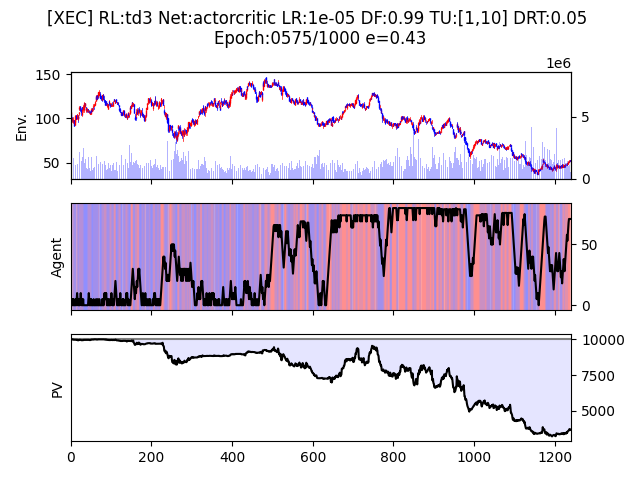 [XEC] RL:td3 Net:actorcritic LR:1e-05 DF:0.99 TU:[1,10] DRT:0.05
Epoch:0575/1000 e=0.43
1e6
150
100
50
Env.
5
0
Agent
50
0
PV
10000
7500
5000
0 200 400 600 800 1000 1200